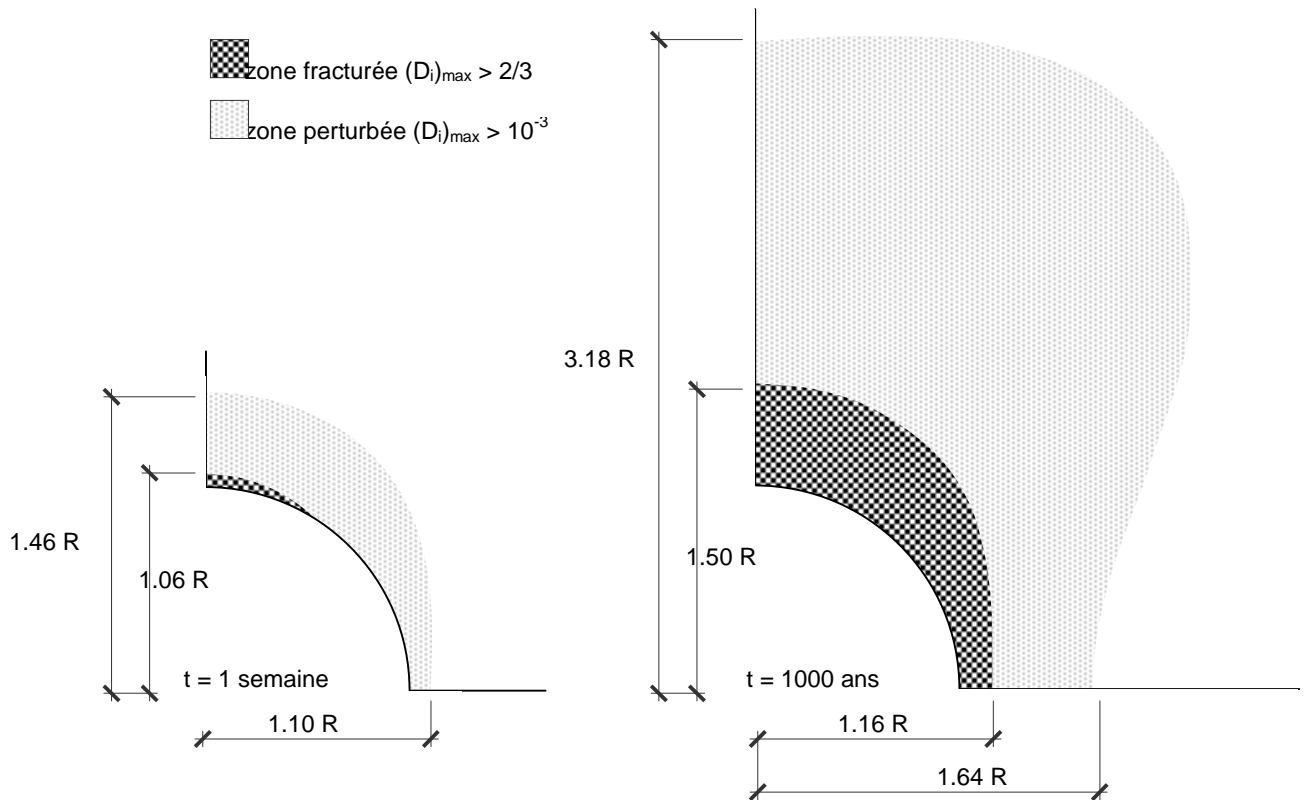 zone fracturée (Di)max > 2/3
zone perturbée (Di)max > 10-3
3.18 R
1.46 R
1.06 R
1.50 R
t = 1 semaine
t = 1000 ans
1.10 R
1.16 R
1.64 R